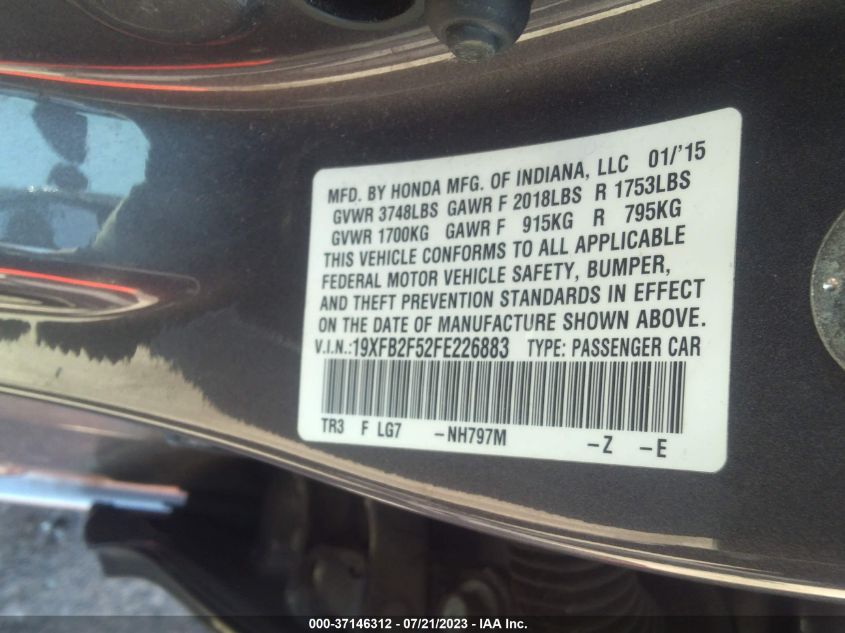 MFD. BY HONDA MFG. OF INDIANA, LLC 01/'15
GVWR 3748LBS GAWR F 2018LBS R 1753LBS
GVWR 1700KG GAWR F 915KG R 795KG
THIS VEHICLE CONFORMS TO ALL APPLICABLE
FEDERAL MOTOR VEHICLE SAFETY, BUMPER,
AND THEFT PREVENTION STANDARDS IN EFFECT
ON THE DATE OF MANUFACTURE SHOWN ABOVE.
V.I.N.:19XFB2F52FE226883 TYPE: PASSENGER CAR
TR3 F LG7 -NH797M -Z -E
000-37146312 - 07/21/2023 - IAA Inc.